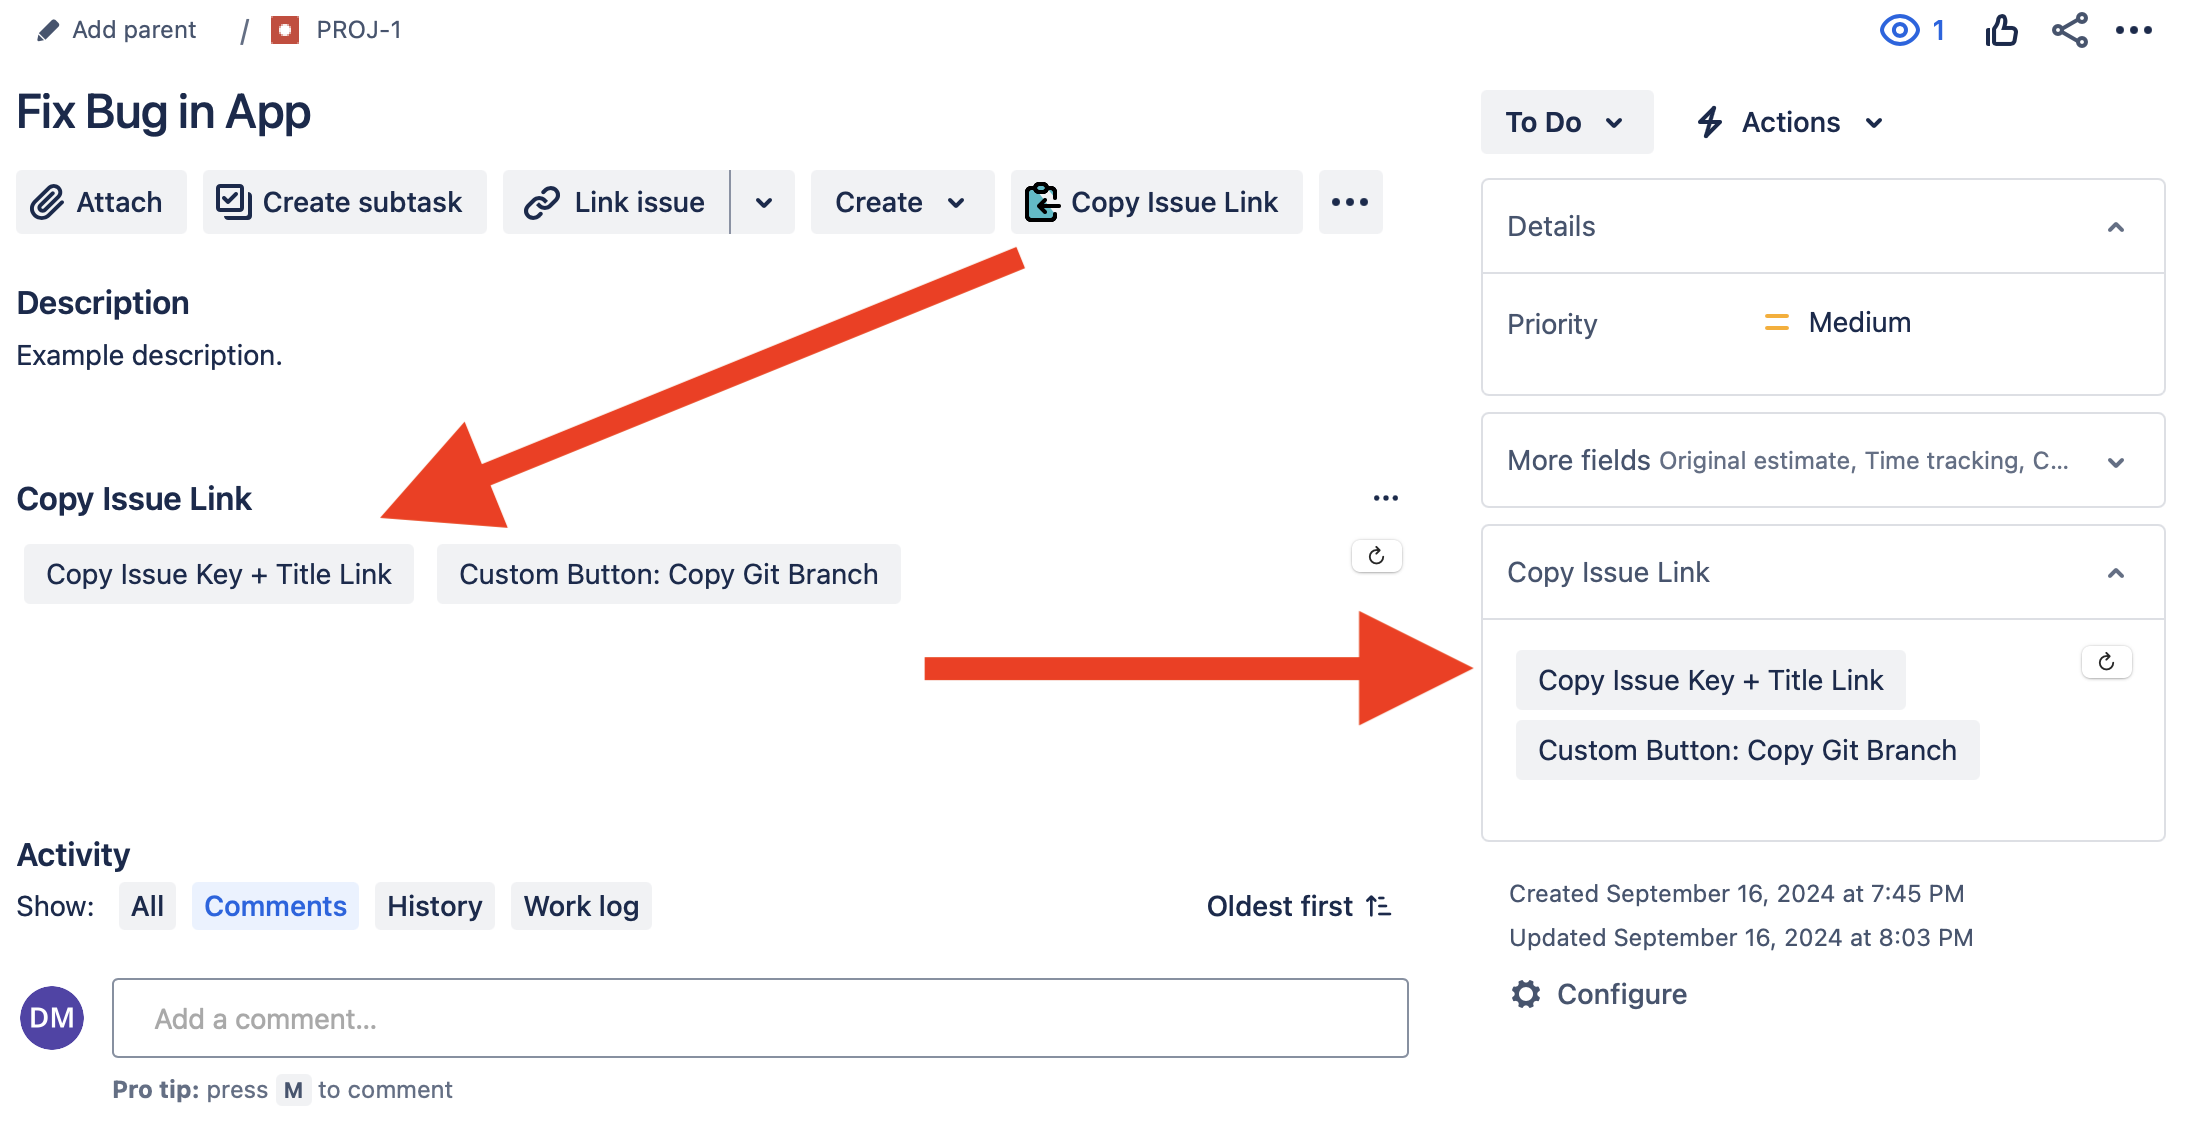 Add parent / PROJ-1
1
Fix Bug in App
To Do
Actions
Attach
Create subtask
Link issue
Create
Copy Issue Link
Details
Description
Priority
Medium
Example description.
More fields Original estimate, Time tracking, C...
Copy Issue Link
Copy Issue Key + Title Link
Custom Button: Copy Git Branch
Copy Issue Link
Copy Issue Key + Title Link
Custom Button: Copy Git Branch
Activity
Show: All Comments History Work log
Oldest first
Created September 16, 2024 at 7:45 PM
Updated September 16, 2024 at 8:03 PM
Configure
DM
Add a comment...
Pro tip: press M to comment